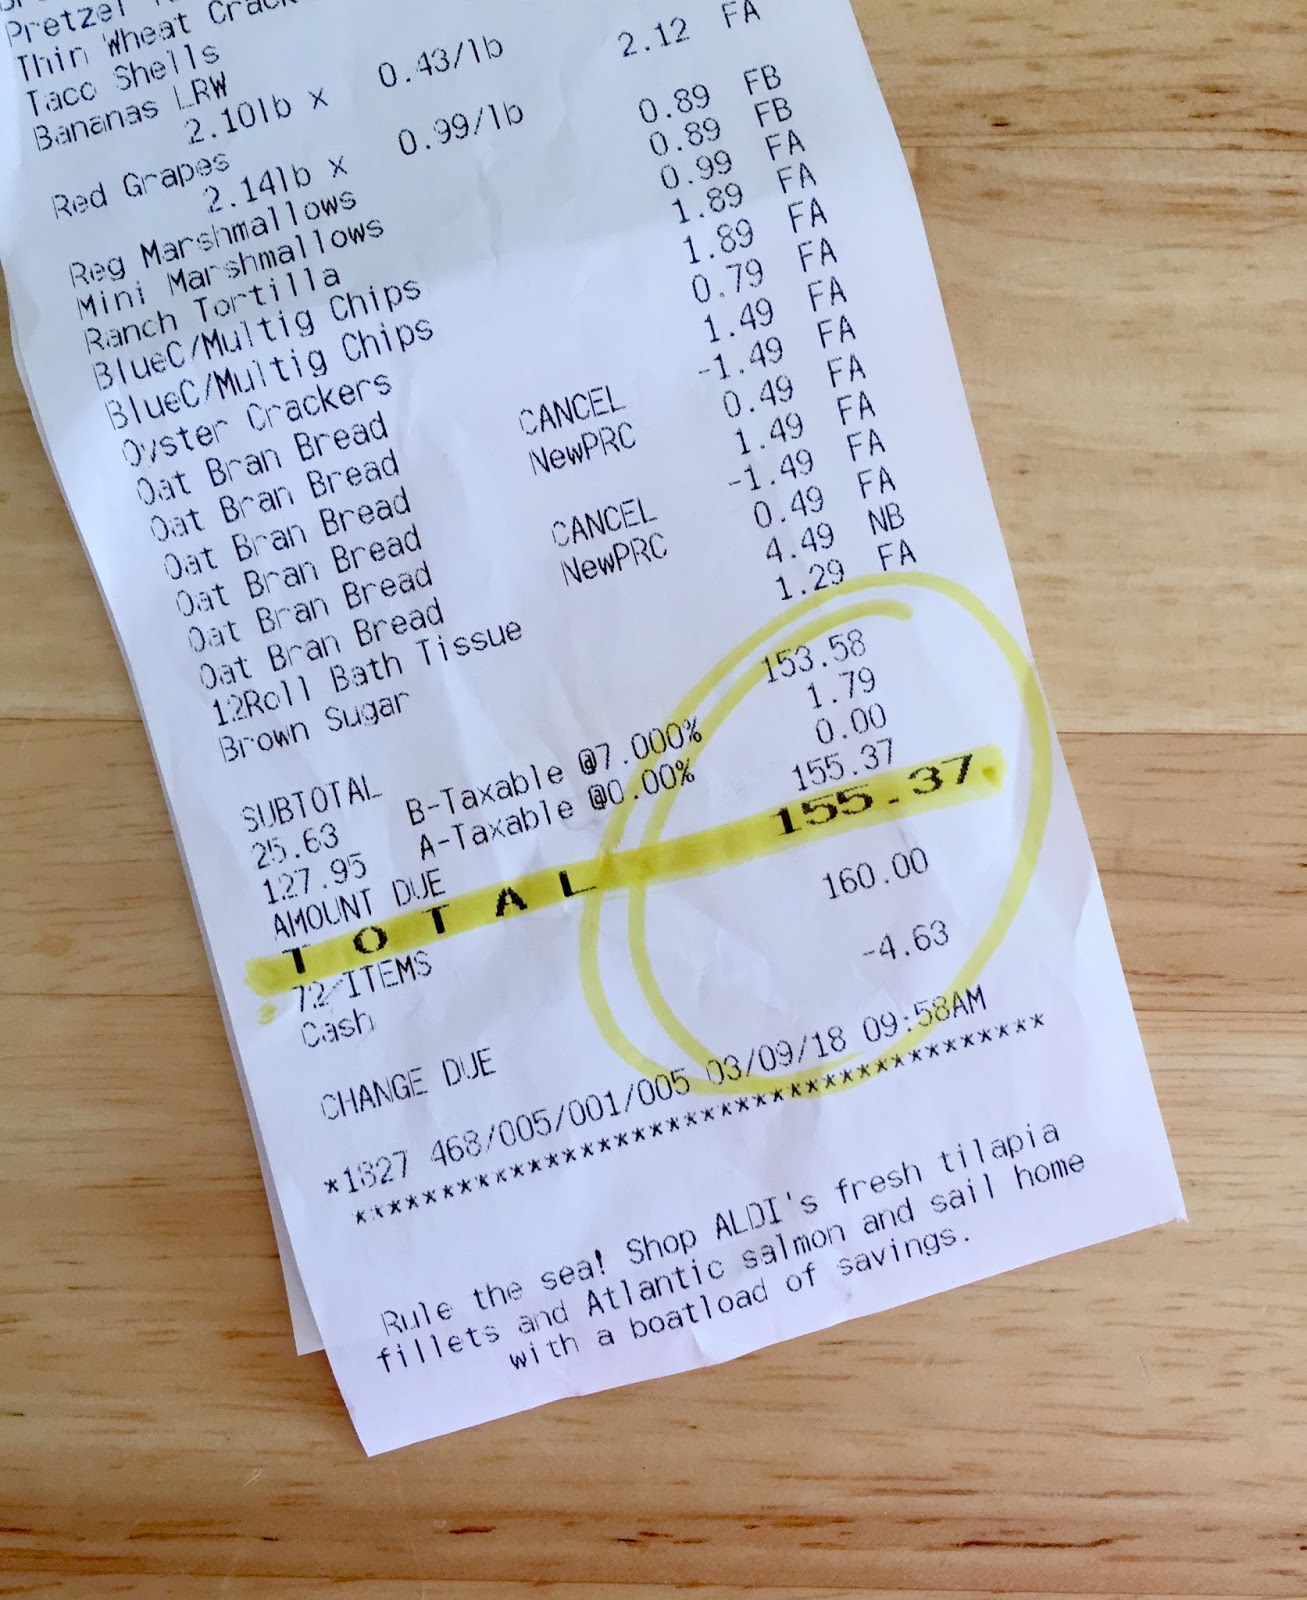 Pretzel
Thin Wheat Crack
Taco Shells
Bananas LRW
2.10lb x 0.43/lb
Red Grapes
2.14lb x 0.99/lb 2.12 FA
Reg Marshmallows 0.89 FB
Mini Marshmallows 0.89 FB
Ranch Tortilla 0.99 FA
BlueC/Multig Chips 1.89 FA
BlueC/Multig Chips 1.89 FA
Oyster Crackers 0.79 FA
Oat Bran Bread 1.49 FA
Oat Bran Bread CANCEL -1.49 FA
Oat Bran Bread NewPRC 0.49 FA
Oat Bran Bread 1.49 FA
Oat Bran Bread CANCEL -1.49 FA
Oat Bran Bread NewPRC 0.49 FA
12Roll Bath Tissue 4.49 NB
Brown Sugar 1.29 FA
SUBTOTAL 153.58
25.63 B-Taxable @7.000% 1.79
127.95 A-Taxable @0.00% 0.00
AMOUNT DUE 155.37
T O T A L 155.37
72 ITEMS
Cash 160.00
CHANGE DUE -4.63
*1827 468/005/001/005 03/09/18 09:58AM
****************************************
Rule the sea! Shop ALDI's fresh tilapia
fillets and Atlantic salmon and sail home
with a boatload of savings.